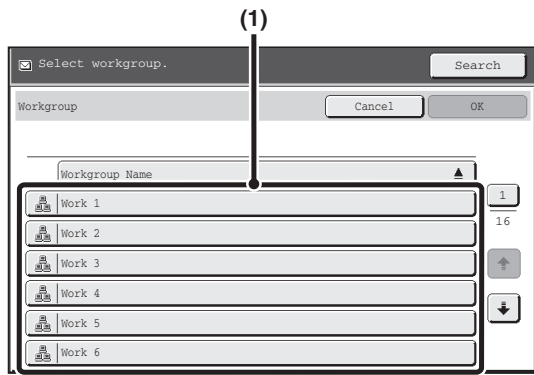 (1)
Select workgroup.
Search
Workgroup
Cancel
OK
Workgroup Name
Work 1
1
Work 2
16
Work 3
Work 4
Work 5
Work 6